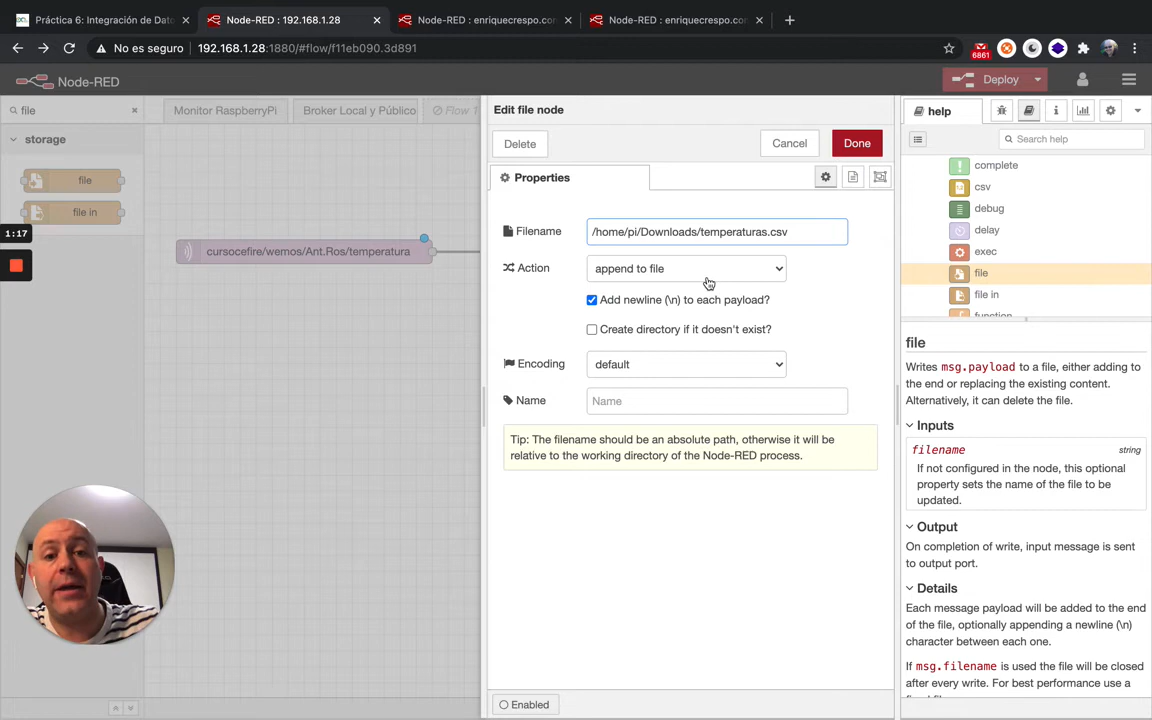 Práctica 6: Integración de Dato
Node-RED : 192.168.1.28
Node-RED : enriquecrespo.com
Node-RED : enriquecrespo.com
No es seguro
192.168.1.28:1880/#flow/f11eb090.3d891
6861
Node-RED
Deploy
file
Monitor RaspberryPi
Broker Local y Público
Flow 1
storage
file
file in
1:17
cursocefire/wemos/Ant.Ros/temperatura
Edit file node
Delete
Cancel
Done
Properties
Filename
/home/pi/Downloads/temperaturas.csv
Action
append to file
Add newline (\n) to each payload?
Create directory if it doesn't exist?
Encoding
default
Name
Name
Tip: The filename should be an absolute path, otherwise it will be
relative to the working directory of the Node-RED process.
Enabled
help
Search help
complete
csv
debug
delay
exec
file
file in
function
file
Writes msg.payload to a file, either adding to
the end or replacing the existing content.
Alternatively, it can delete the file.
Inputs
filename string
If not configured in the node, this optional
property sets the name of the file to be
updated.
Output
On completion of write, input message is sent
to output port.
Details
Each message payload will be added to the end
of the file, optionally appending a newline (\n)
character between each one.
If msg.filename is used the file will be closed
after every write. For best performance use a